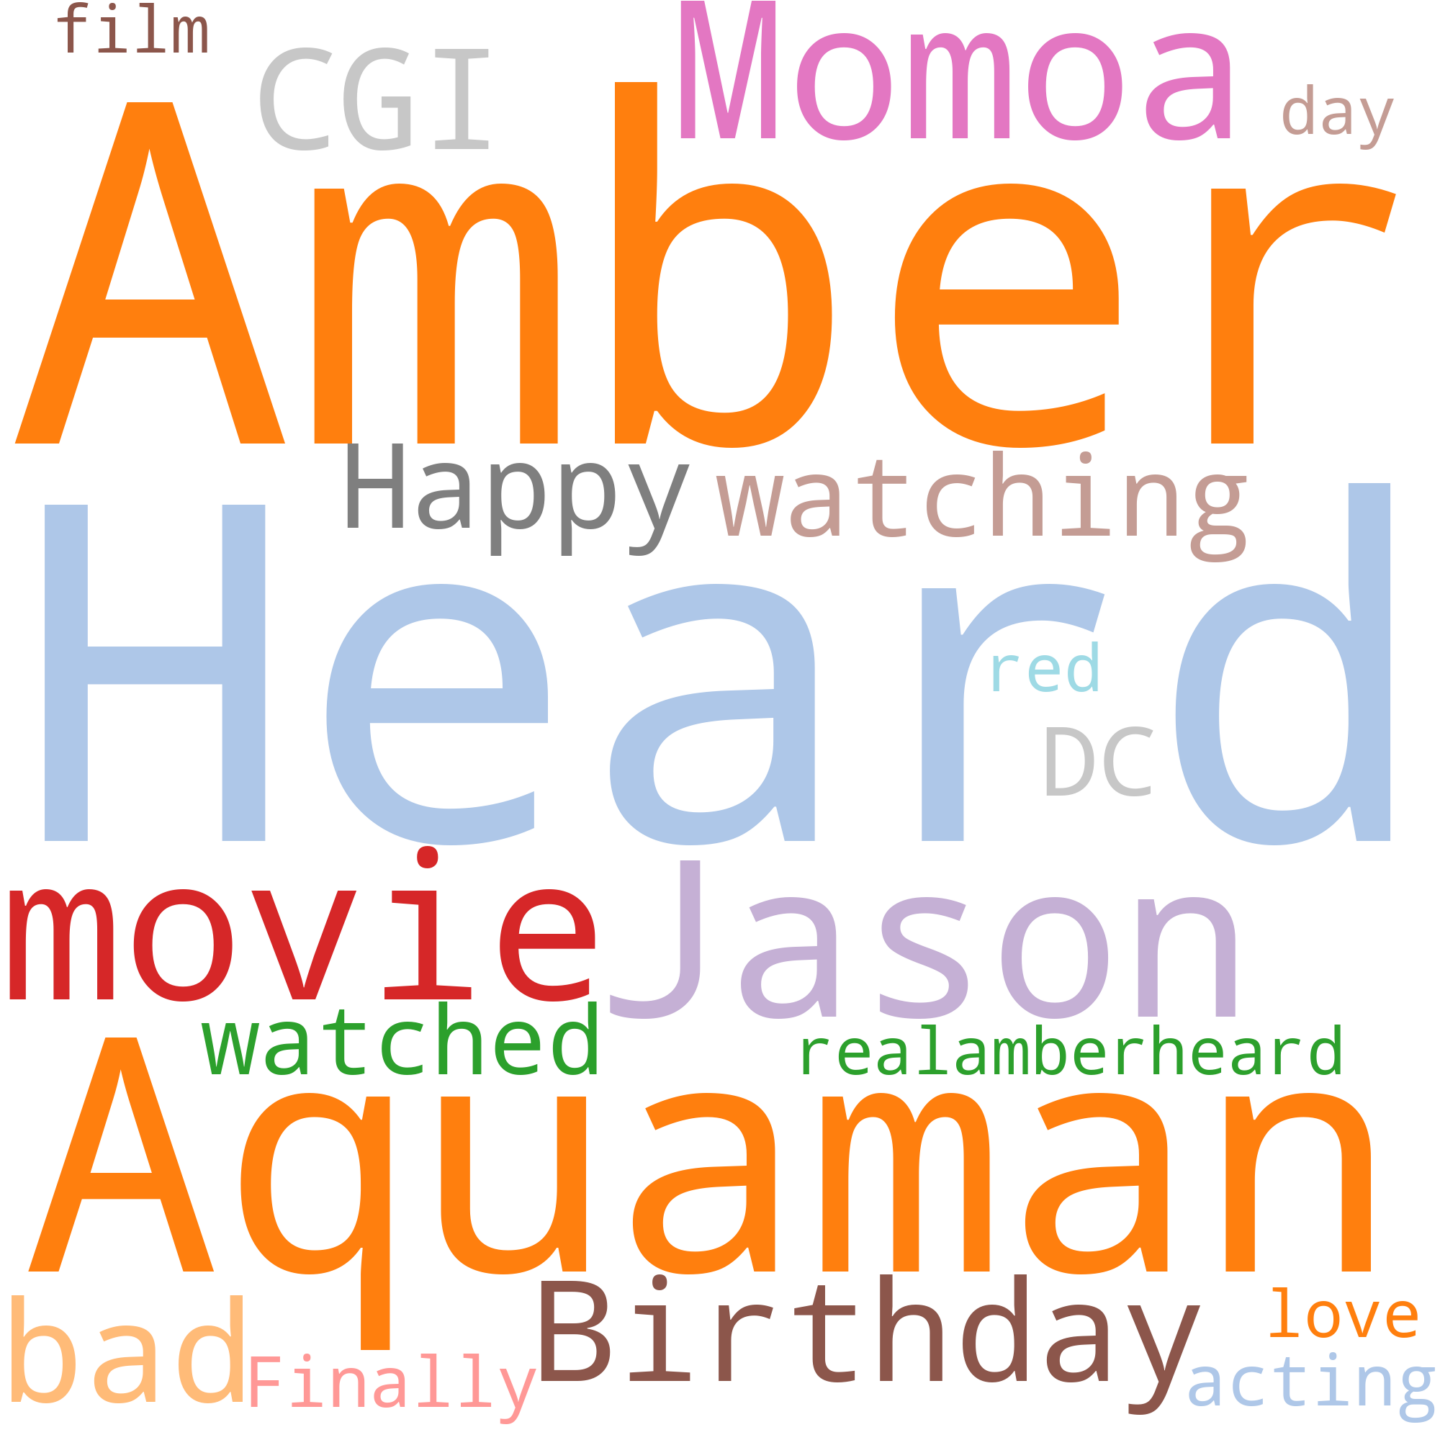 film
CGI
Momoa
day
Amber
Happy
watching
Heard
red
DC
movie
Jason
watched
realamberheard
Aquaman
bad
Birthday
love
Finally
acting